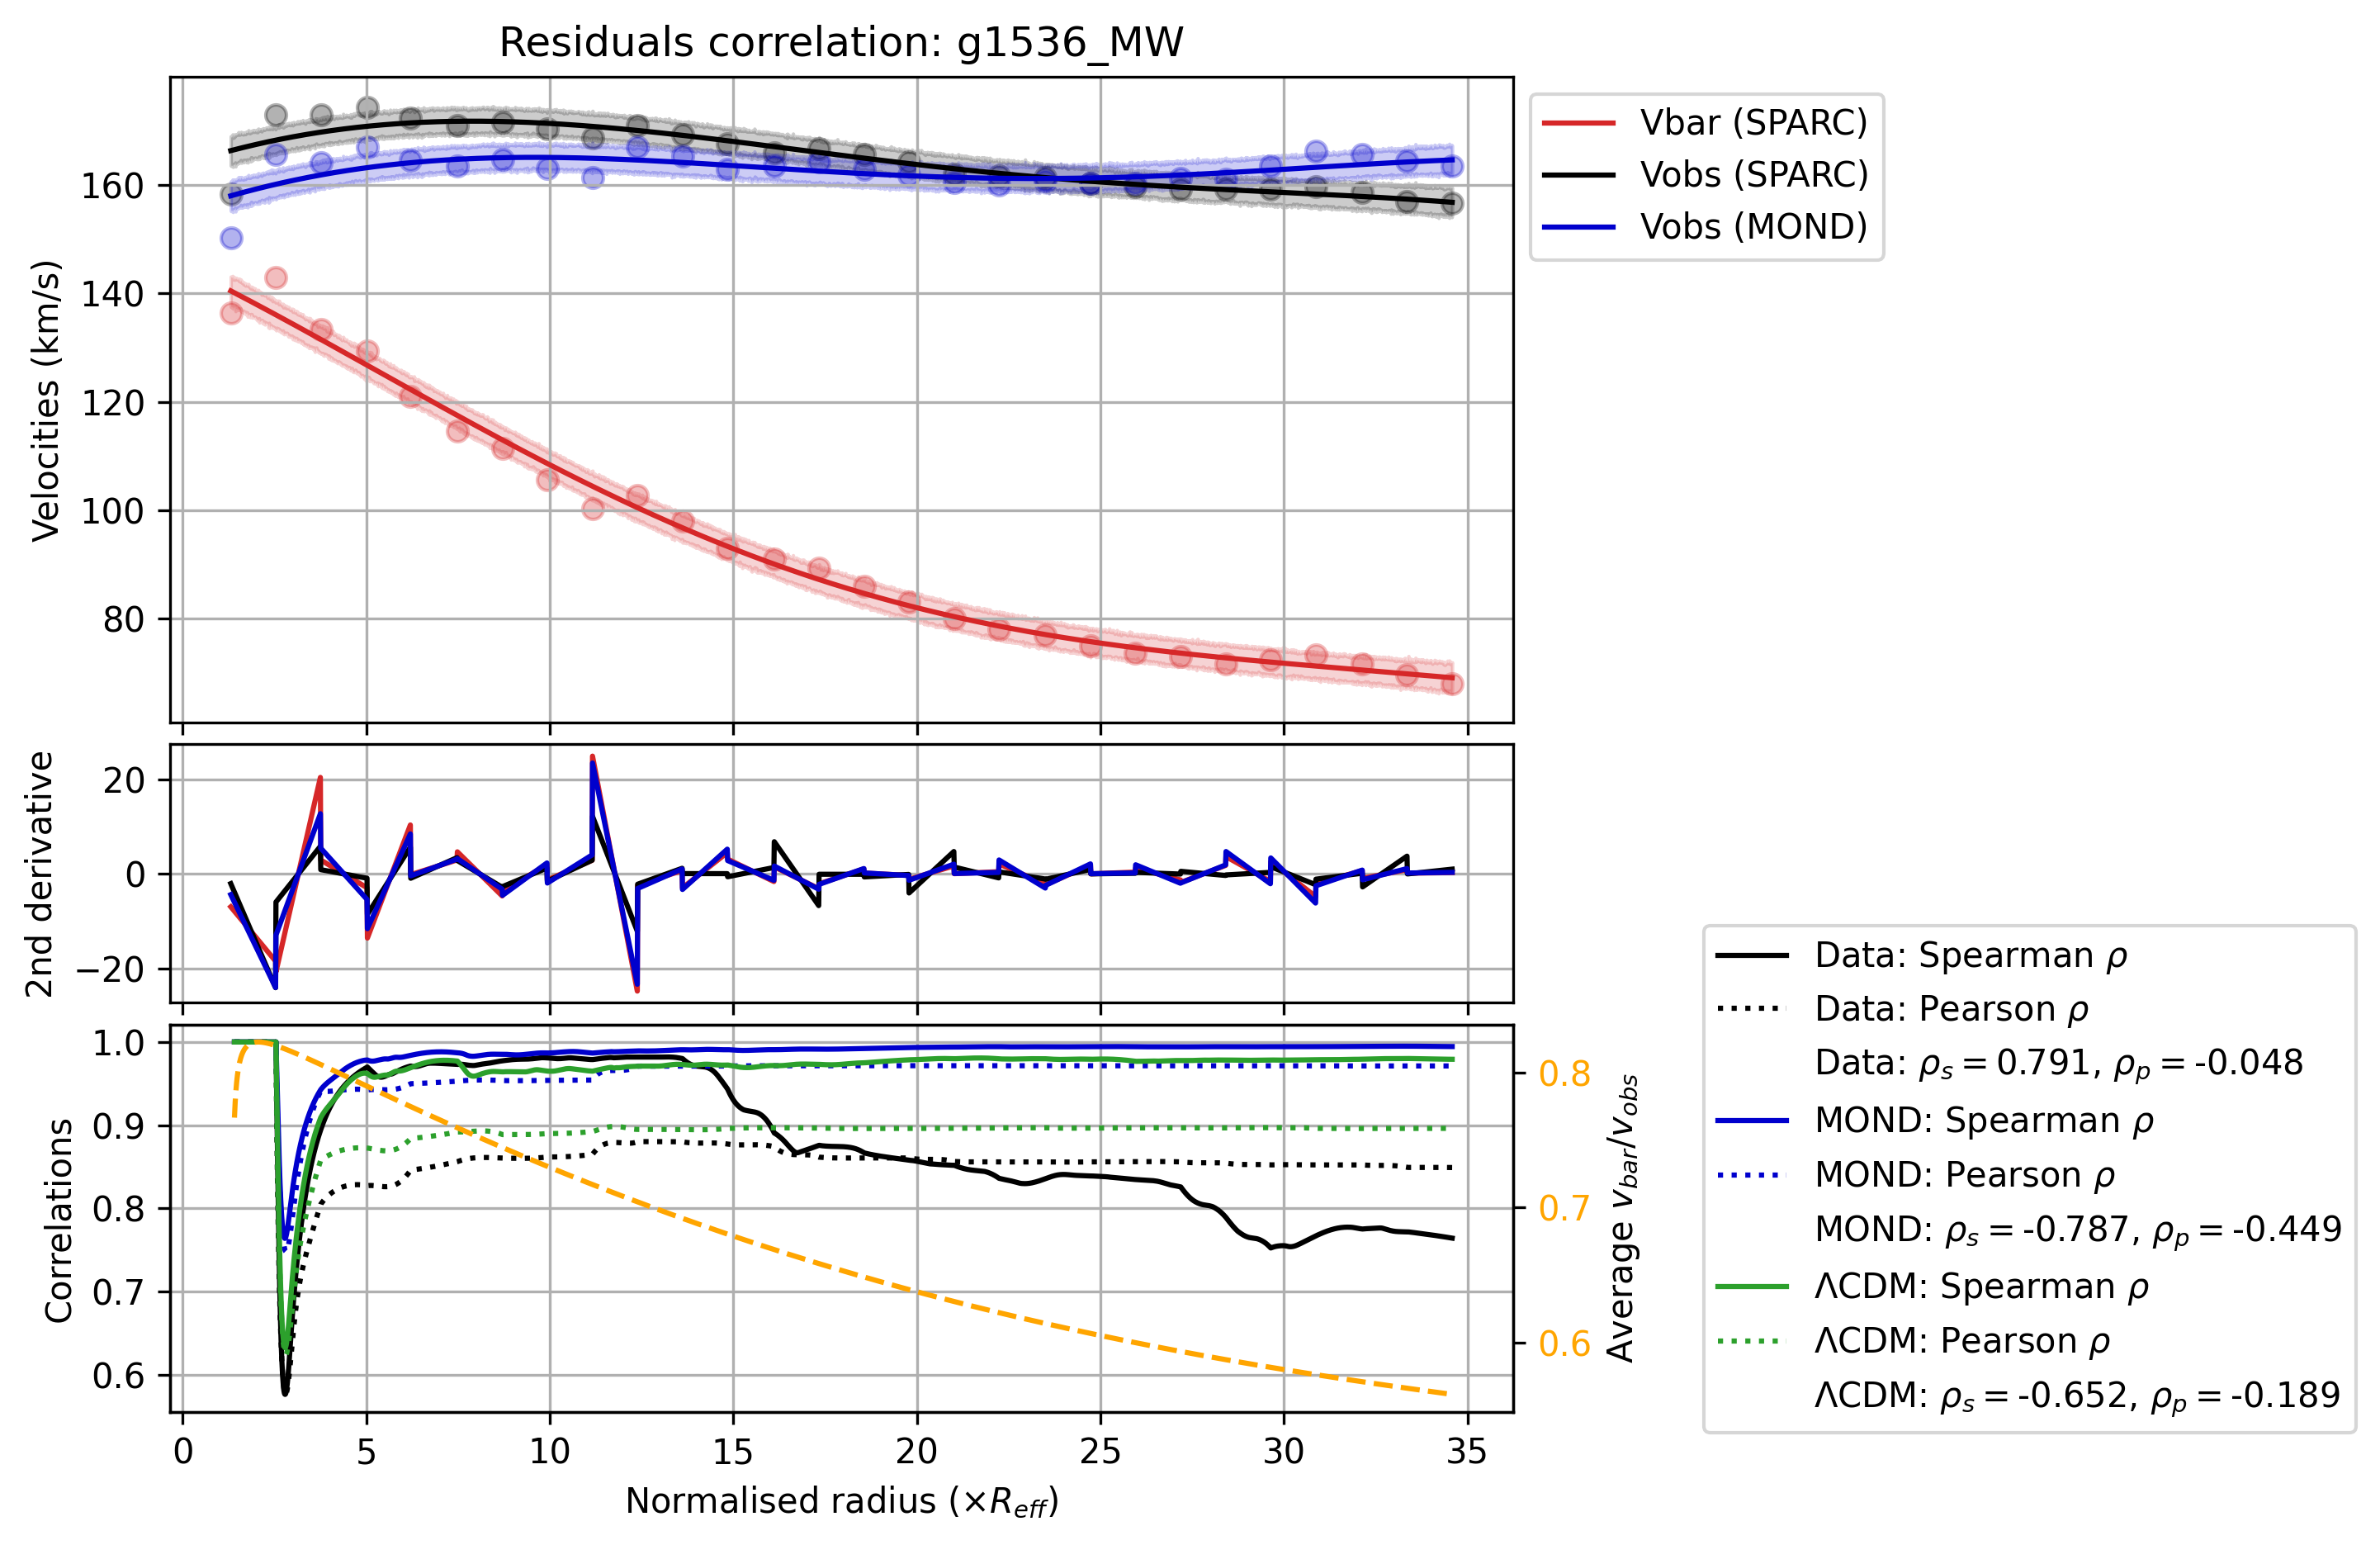 Residuals correlation: g1536_MW
160
140
120
100
80
Velocities (km/s)
Vbar (SPARC)
Vobs (SPARC)
Vobs (MOND)
20
0
−20
2nd derivative
1.0
0.9
0.8
0.7
0.6
Correlations
0.8
0.7
0.6
Average v_bar/v_obs
0 5 10 15 20 25 30 35
Normalised radius (×R_eff)
Data: Spearman ρ
Data: Pearson ρ
Data: ρ_s = 0.791, ρ_p = -0.048
MOND: Spearman ρ
MOND: Pearson ρ
MOND: ρ_s = -0.787, ρ_p = -0.449
ΛCDM: Spearman ρ
ΛCDM: Pearson ρ
ΛCDM: ρ_s = -0.652, ρ_p = -0.189